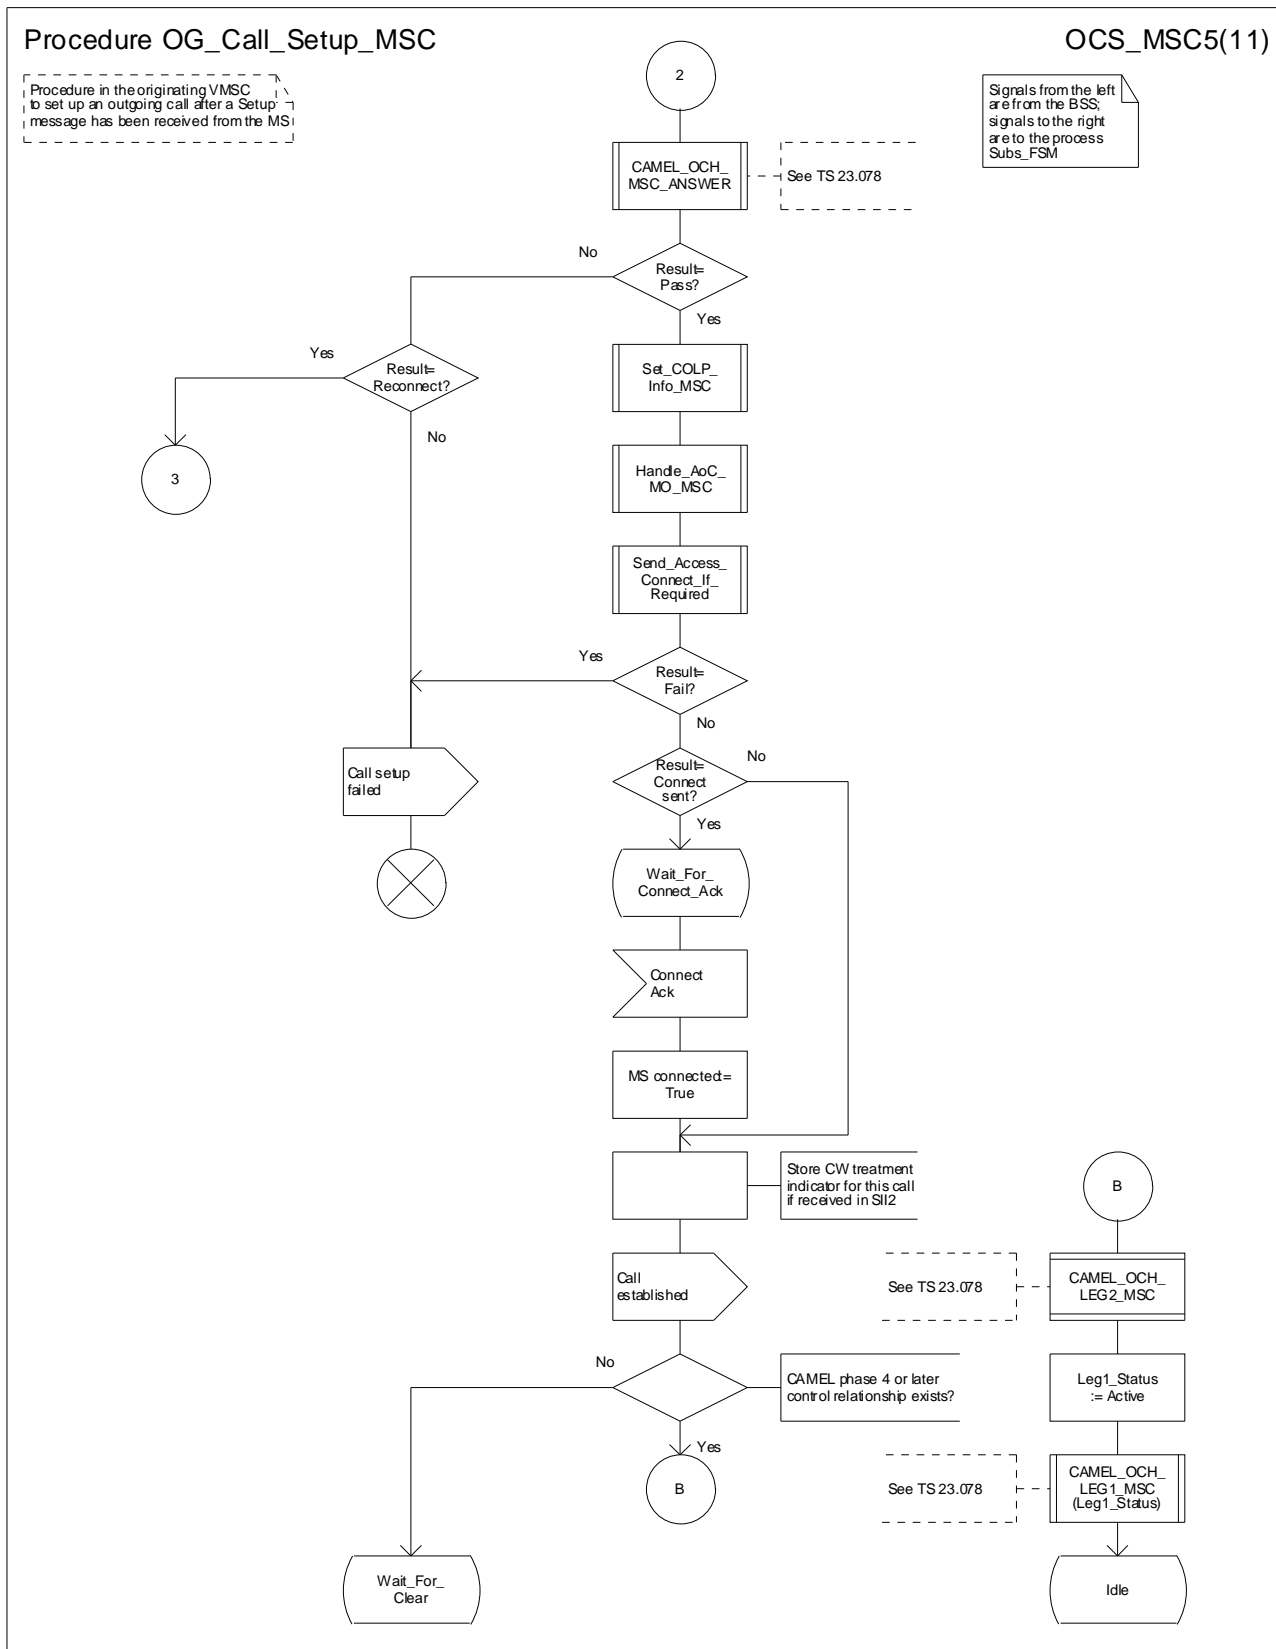 Procedure OG_Call_Setup_MSC
OCS_MSC5(11)
Procedure in the originating VMSC
to set up an outgoing call after a Setup
message has been received from the MS
2
Signals from the left
are from the BSS;
signals to the right
are to the process
Subs_FSM
CAMEL_OCH_
MSC_ANSWER
See TS 23.078
No
Result=
Pass?
Yes
Yes
Result=
Reconnect?
No
Set_COLP_
Info_MSC
3
Handle_AoC_
MO_MSC
Send_Access_
Connect_If_
Required
Yes
Result=
Fail?
No
Call setup
failed
Result=
Connect
sent?
No
Yes
Wait_For_
Connect_Ack
Connect
Ack
MS connected:=
True
Store CW treatment
indicator for this call
if received in SII2
B
Call
established
See TS 23.078
CAMEL_OCH_
LEG2_MSC
No
CAMEL phase 4 or later
control relationship exists?
Leg1_Status
:= Active
Yes
B
See TS 23.078
CAMEL_OCH_
LEG1_MSC
(Leg1_Status)
Wait_For_
Clear
Idle